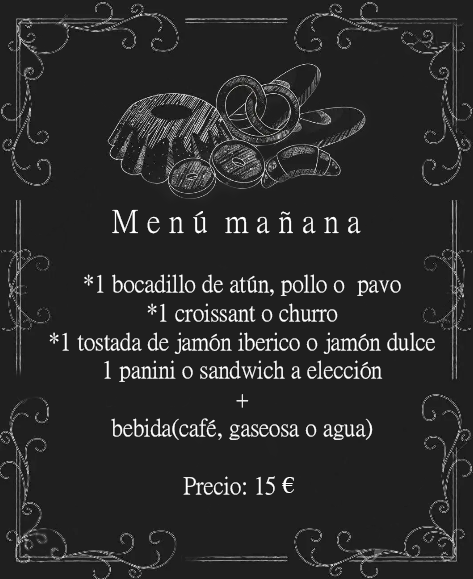 Menú mañana
*1 bocadillo de atún, pollo o pavo
*1 croissant o churro
*1 tostada de jamón iberico o jamón dulce
1 panini o sandwich a elección
+
bebida(café, gaseosa o agua)
Precio: 15 €